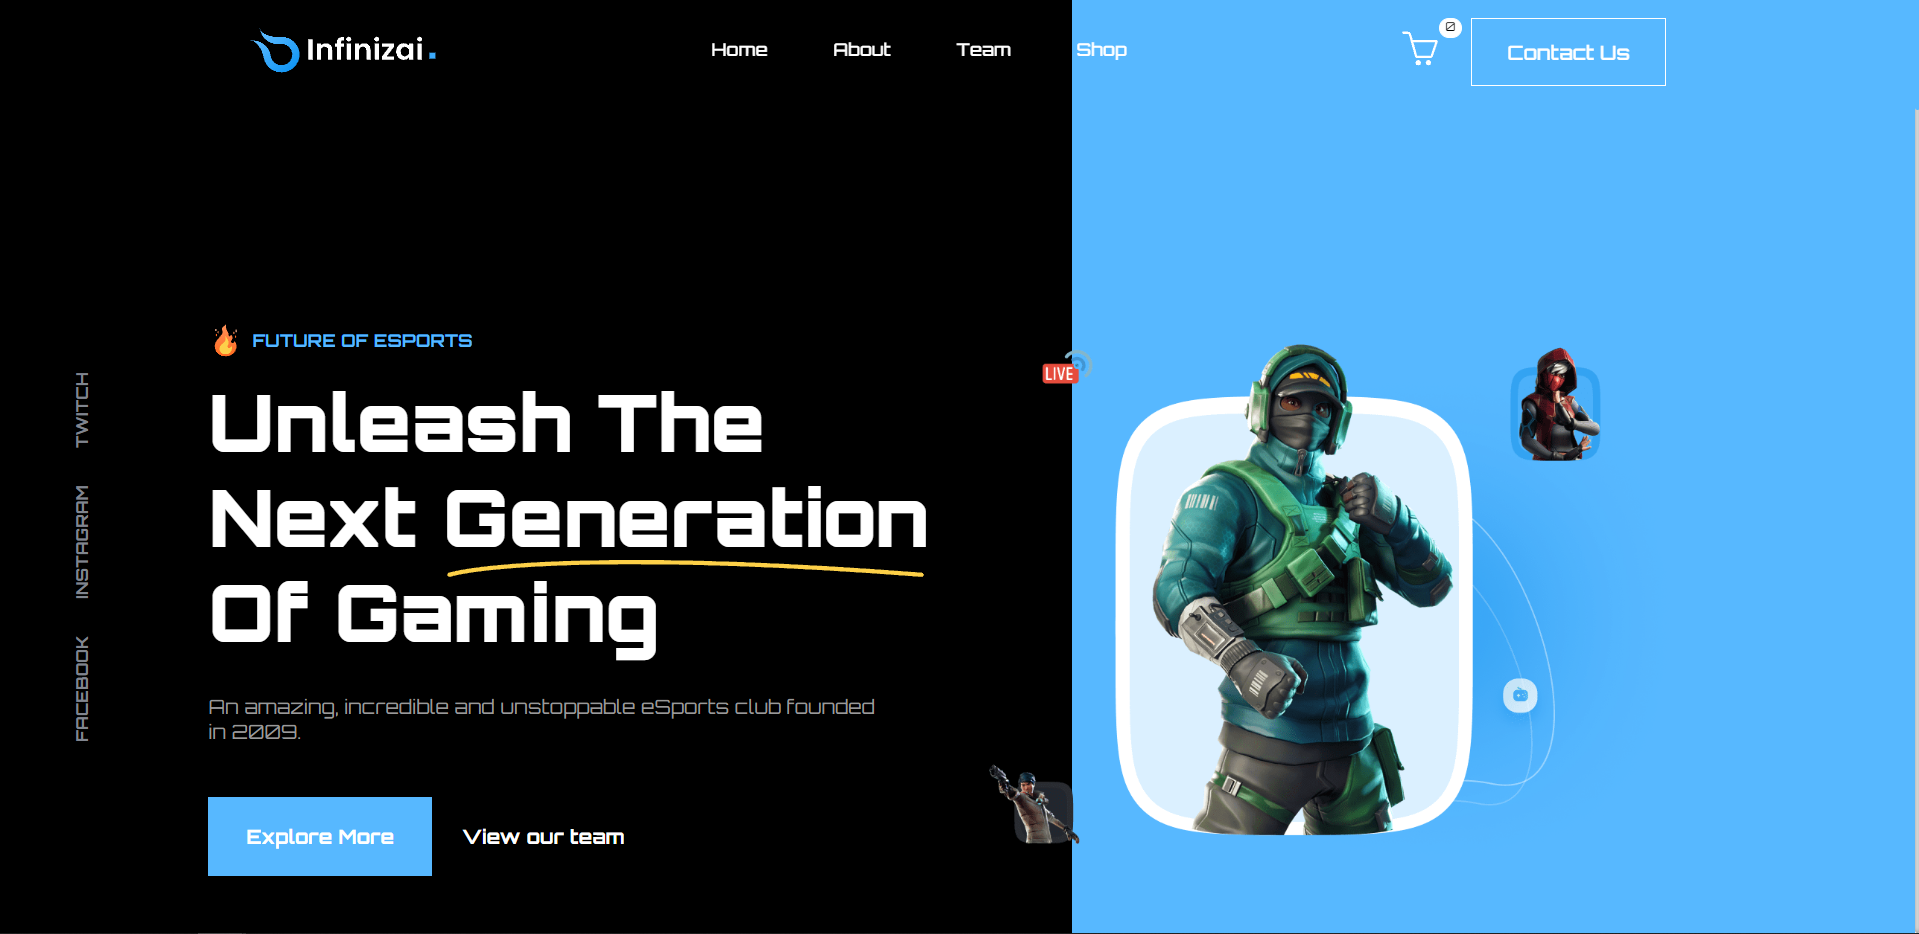 Infinizai.
Home
About
Team
Shop
0
Contact Us
FUTURE OF ESPORTS
LIVE
Unleash The
Next Generation
Of Gaming
TWITCH
INSTAGRAM
FACEBOOK
An amazing, incredible and unstoppable eSports club founded
in 2009.
Explore More
View our team